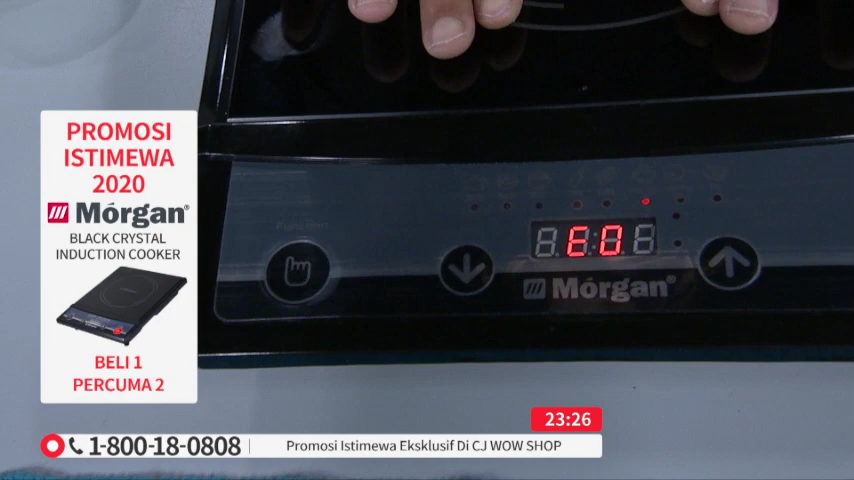 PROMOSI
ISTIMEWA
2020
Mórgan®
BLACK CRYSTAL
INDUCTION COOKER
BELI 1
PERCUMA 2
Function
E0
Mórgan®
23:26
1-800-18-0808
Promosi Istimewa Eksklusif Di CJ WOW SHOP